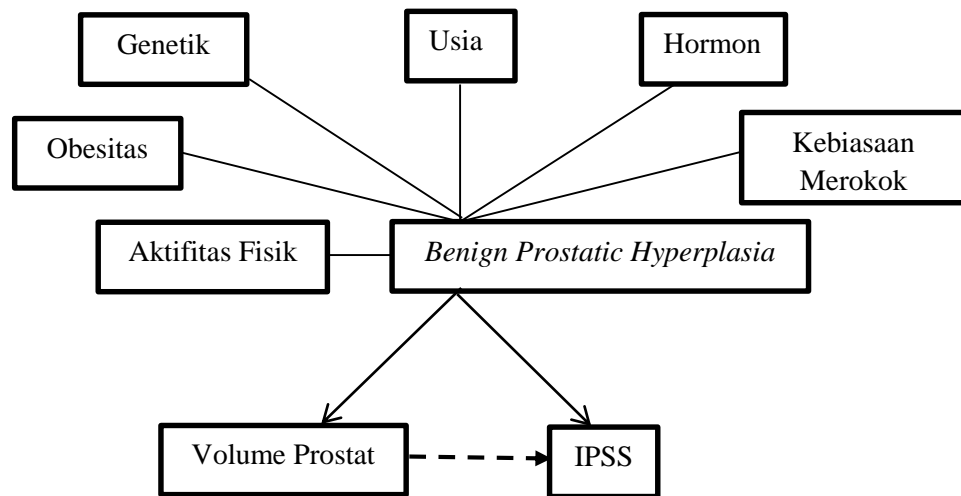 Genetik
Usia
Hormon
Obesitas
Kebiasaan
Merokok
Aktifitas Fisik
Benign Prostatic Hyperplasia
Volume Prostat
IPSS